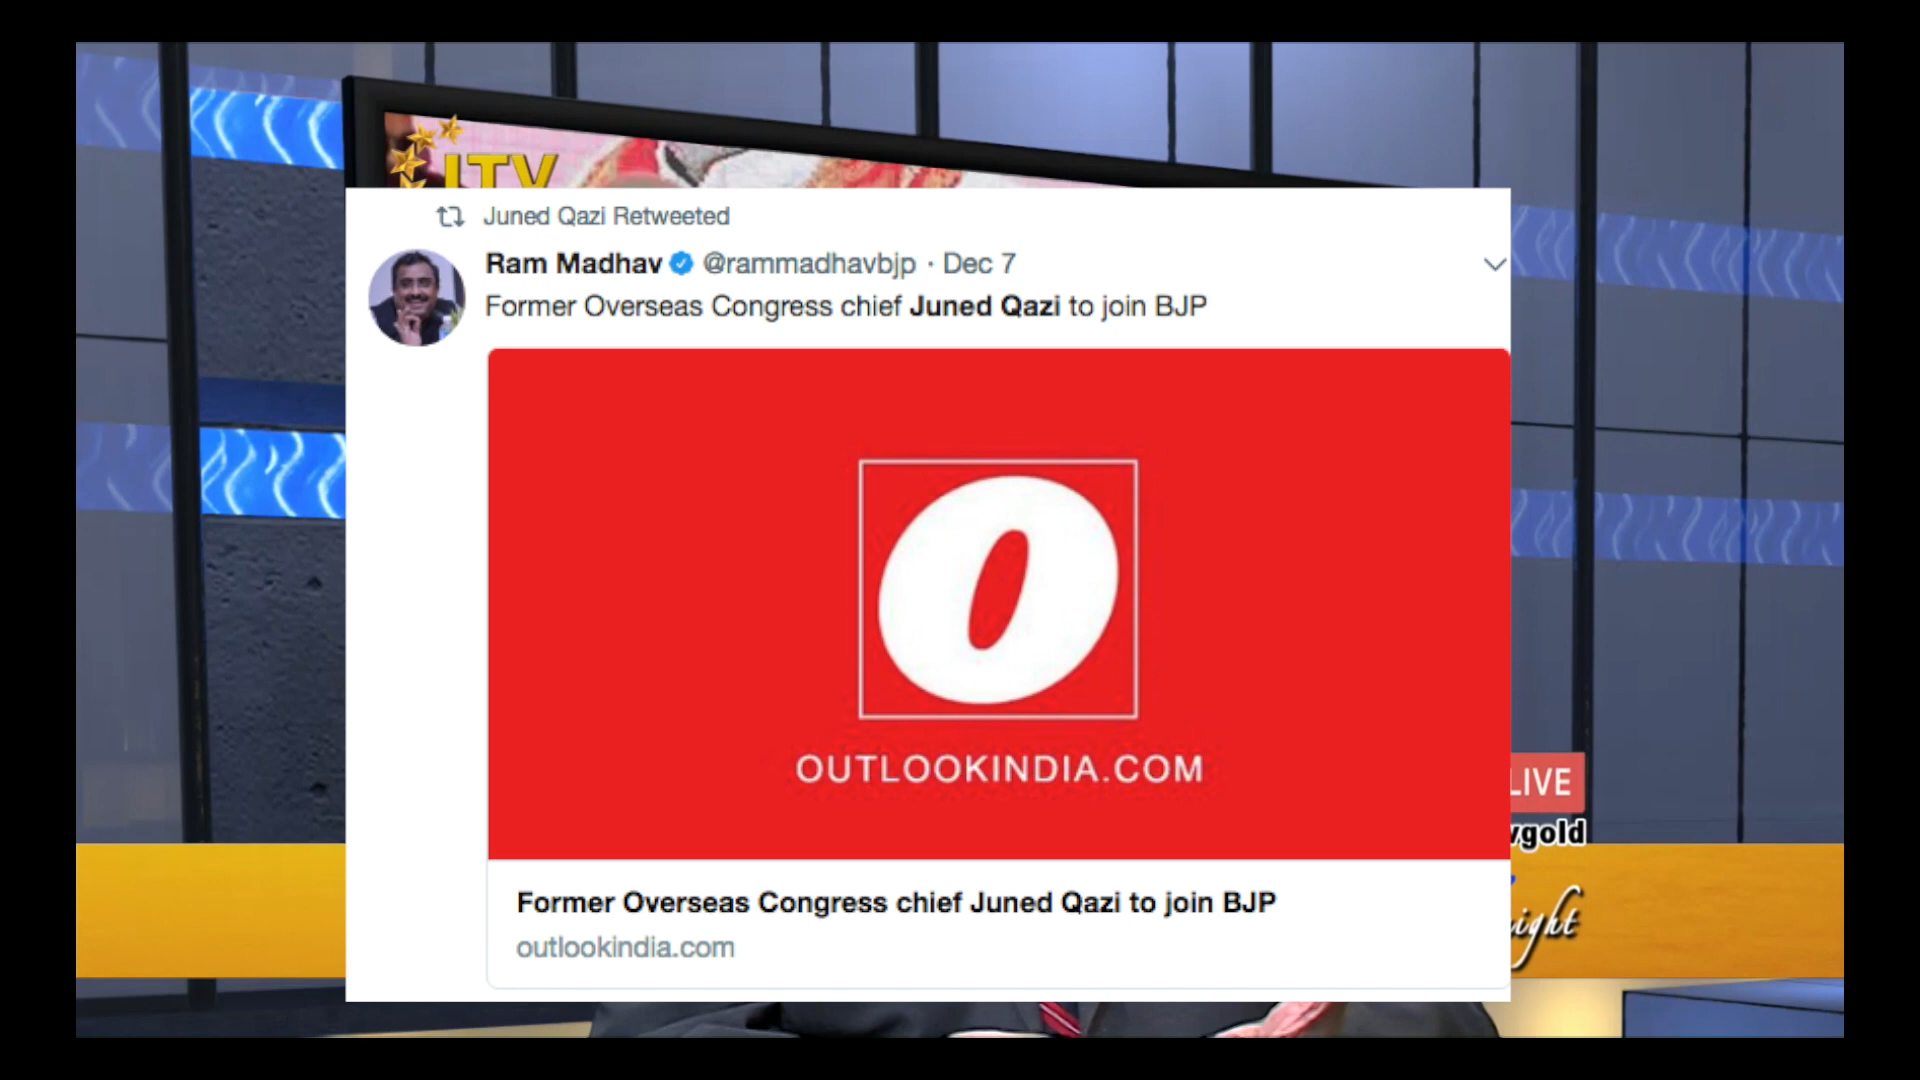 ITV
Juned Qazi Retweeted
Ram Madhav @rammadhavbjp · Dec 7
Former Overseas Congress chief Juned Qazi to join BJP
O
OUTLOOKINDIA.COM
LIVE
Former Overseas Congress chief Juned Qazi to join BJP
outlookindia.com